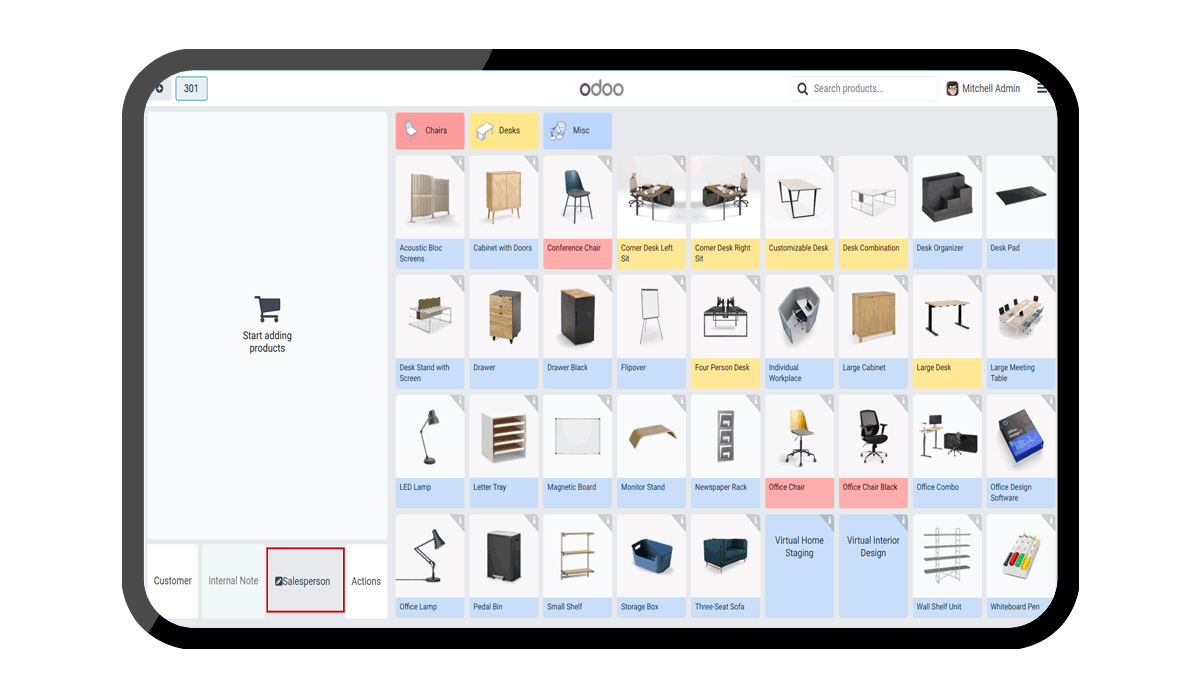 301
odoo
Search products...
Mitchell Admin
Chairs
Desks
Misc
Acoustic Bloc
Screens
Cabinet with Doors
Conference Chair
Corner Desk Left
Sit
Corner Desk Right
Sit
Customizable Desk
Desk Combination
Desk Organizer
Desk Pad
Start adding
products
Desk Stand with
Screen
Drawer
Drawer Black
Flipover
Four Person Desk
Individual
Workplace
Large Cabinet
Large Desk
Large Meeting
Table
LED Lamp
Letter Tray
Magnetic Board
Monitor Stand
Newspaper Rack
Office Chair
Office Chair Black
Office Combo
Office Design
Software
Customer
Internal Note
Salesperson
Actions
Office Lamp
Pedal Bin
Small Shelf
Storage Box
Three-Seat Sofa
Virtual Home
Staging
Virtual Interior
Design
Wall Shelf Unit
Whiteboard Pen